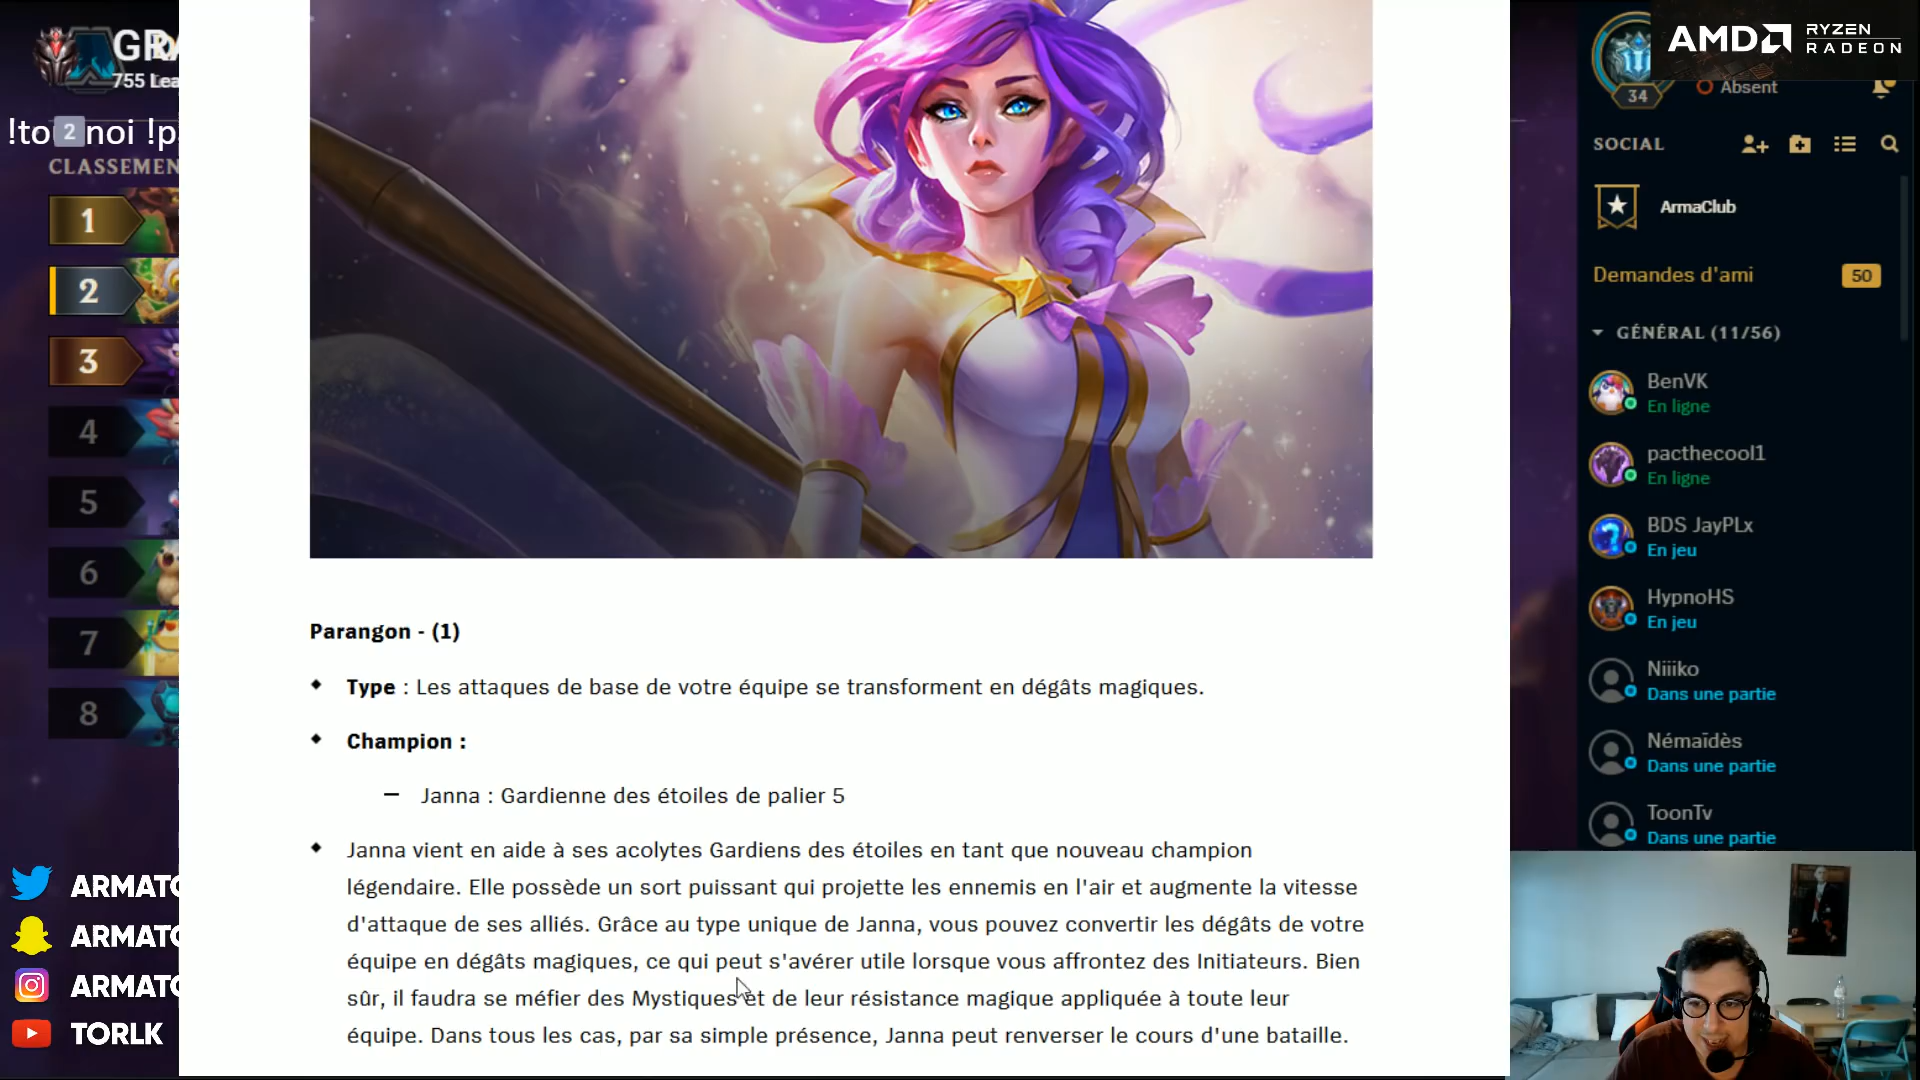 GRA
755 Lea
!to 2 noi !p
CLASSEMEN
1
2
3
4
5
6
7
8
ARMATO
ARMATO
ARMATO
TORLK
Parangon - (1)
Type : Les attaques de base de votre équipe se transforment en dégâts magiques.
Champion :
Janna : Gardienne des étoiles de palier 5
Janna vient en aide à ses acolytes Gardiens des étoiles en tant que nouveau champion
légendaire. Elle possède un sort puissant qui projette les ennemis en l'air et augmente la vitesse
d'attaque de ses alliés. Grâce au type unique de Janna, vous pouvez convertir les dégâts de votre
équipe en dégâts magiques, ce qui peut s'avérer utile lorsque vous affrontez des Initiateurs. Bien
sûr, il faudra se méfier des Mystiques et de leur résistance magique appliquée à toute leur
équipe. Dans tous les cas, par sa simple présence, Janna peut renverser le cours d'une bataille.
AMD RYZEN
RADEON
34
Absent
SOCIAL
ArmaClub
Demandes d'ami 50
GÉNÉRAL (11/56)
BenVK
En ligne
pacthecool1
En ligne
BDS JayPLx
En jeu
HypnoHS
En jeu
Niiiko
Dans une partie
Némaïdès
Dans une partie
ToonTv
Dans une partie